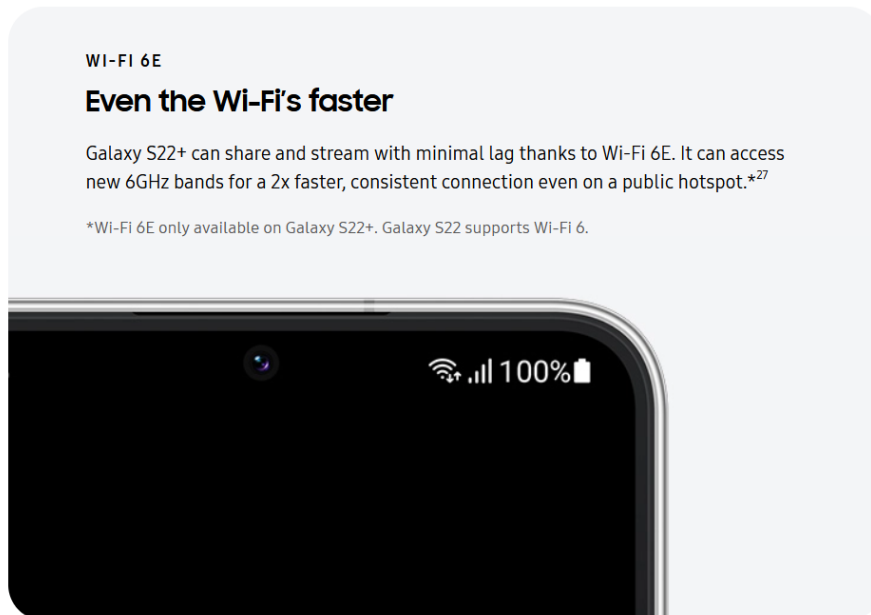 WI-FI 6E
Even the Wi-Fi's faster
Galaxy S22+ can share and stream with minimal lag thanks to Wi-Fi 6E. It can access
new 6GHz bands for a 2x faster, consistent connection even on a public hotspot.*27
*Wi-Fi 6E only available on Galaxy S22+. Galaxy S22 supports Wi-Fi 6.
100%